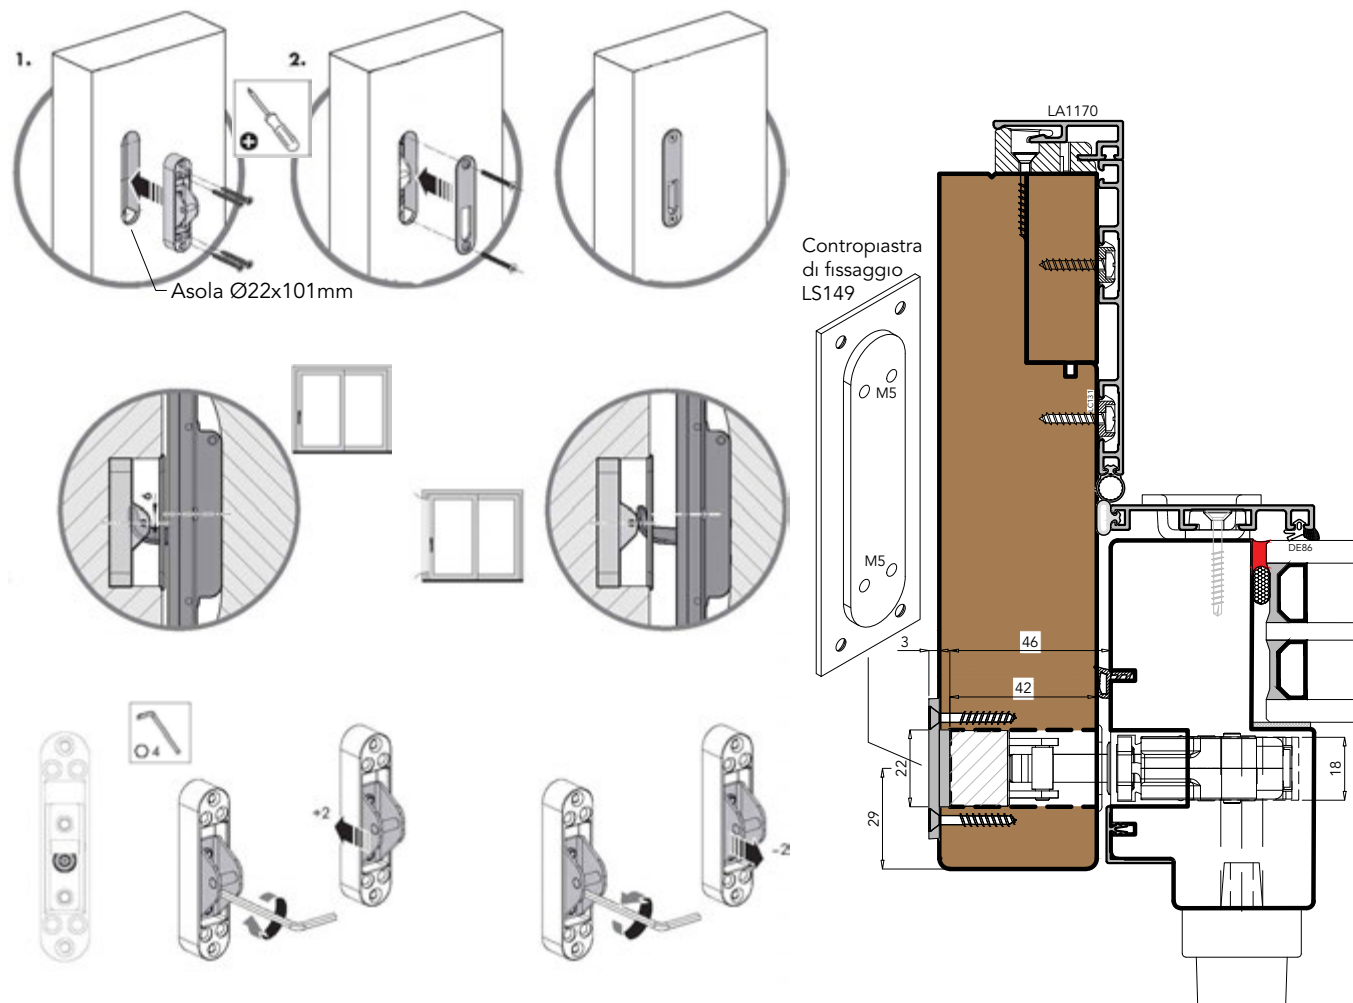 1.
2.
Asola Ø22x101mm
LA1170
Contropiastra
di fissaggio
LS149
M5
M5
DE86
3
46
42
22
29
18
4
+2